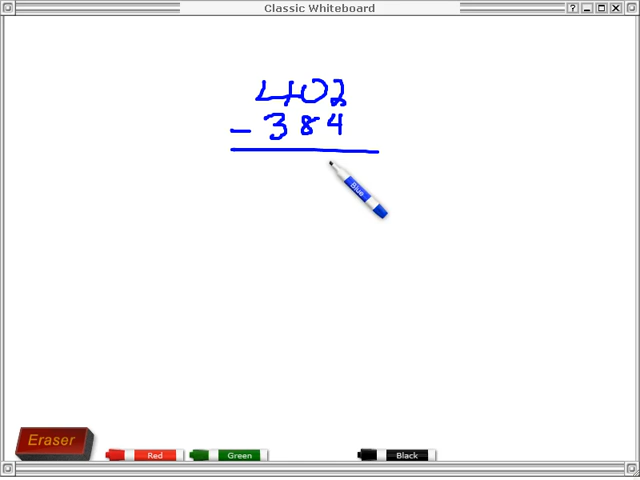 Classic Whiteboard
402
- 384
Blue
Eraser
Red
Green
Black